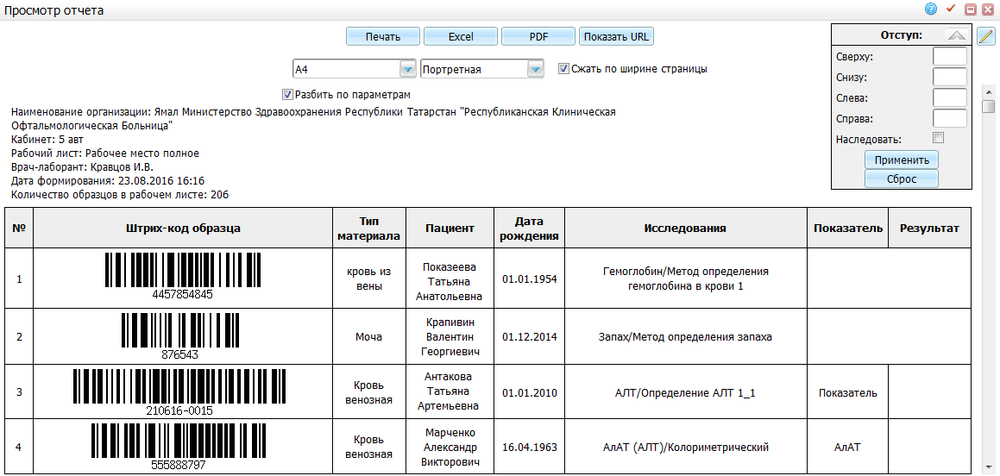 Просмотр отчета
Печать Excel PDF Показать URL
Отступ:
A4 Портретная Сжать по ширине страницы
Сверху:
Снизу:
Слева:
Справа:
Наследовать:
Применить
Сброс
Разбить по параметрам
Наименование организации: Ямал Министерство Здравоохранения Республики Татарстан "Республиканская Клиническая
Офтальмологическая Больница"
Кабинет: 5 авт
Рабочий лист: Рабочее место полное
Врач-лаборант: Кравцов И.В.
Дата формирования: 23.08.2016 16:16
Количество образцов в рабочем листе: 206
№ Штрих-код образца Тип материала Пациент Дата рождения Исследования Показатель Результат
1 4457854845 кровь из вены Показеева Татьяна Анатольевна 01.01.1954 Гемоглобин/Метод определения гемоглобина в крови 1
2 876543 Моча Крапивин Валентин Георгиевич 01.12.2014 Запах/Метод определения запаха
3 210616-0015 Кровь венозная Антакова Татьяна Артемьевна 01.01.2010 АЛТ/Определение АЛТ 1_1 Показатель
4 555888797 Кровь венозная Марченко Александр Викторович 16.04.1963 АлАТ (АЛТ)/Колориметрический АлАТ